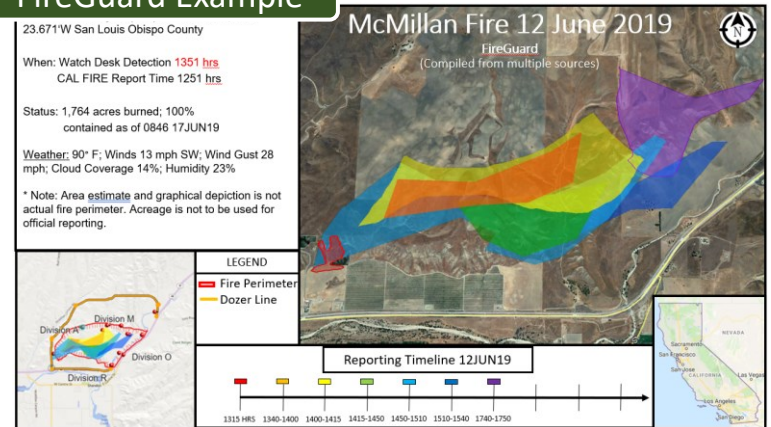 FireGuard Example
23.671'W San Louis Obispo County
When: Watch Desk Detection 1351 hrs
CAL FIRE Report Time 1251 hrs
Status: 1,764 acres burned; 100%
contained as of 0846 17JUN19
Weather: 90° F; Winds 13 mph SW; Wind Gust 28
mph; Cloud Coverage 14%; Humidity 23%
* Note: Area estimate and graphical depiction is not
actual fire perimeter. Acreage is not to be used for
official reporting.
McMillan Fire 12 June 2019
FireGuard
(Compiled from multiple sources)
N
LEGEND
Fire Perimeter
Dozer Line
Division M
Division A
Division O
Division R
Reporting Timeline 12JUN19
1315 HRS 1340-1400 1400-1415 1415-1450 1450-1510 1510-1540 1740-1750
NEVADA
Sacramento
San Francisco
San Jose
CALIFORNIA
Las Vegas
Los Angeles
San Diego